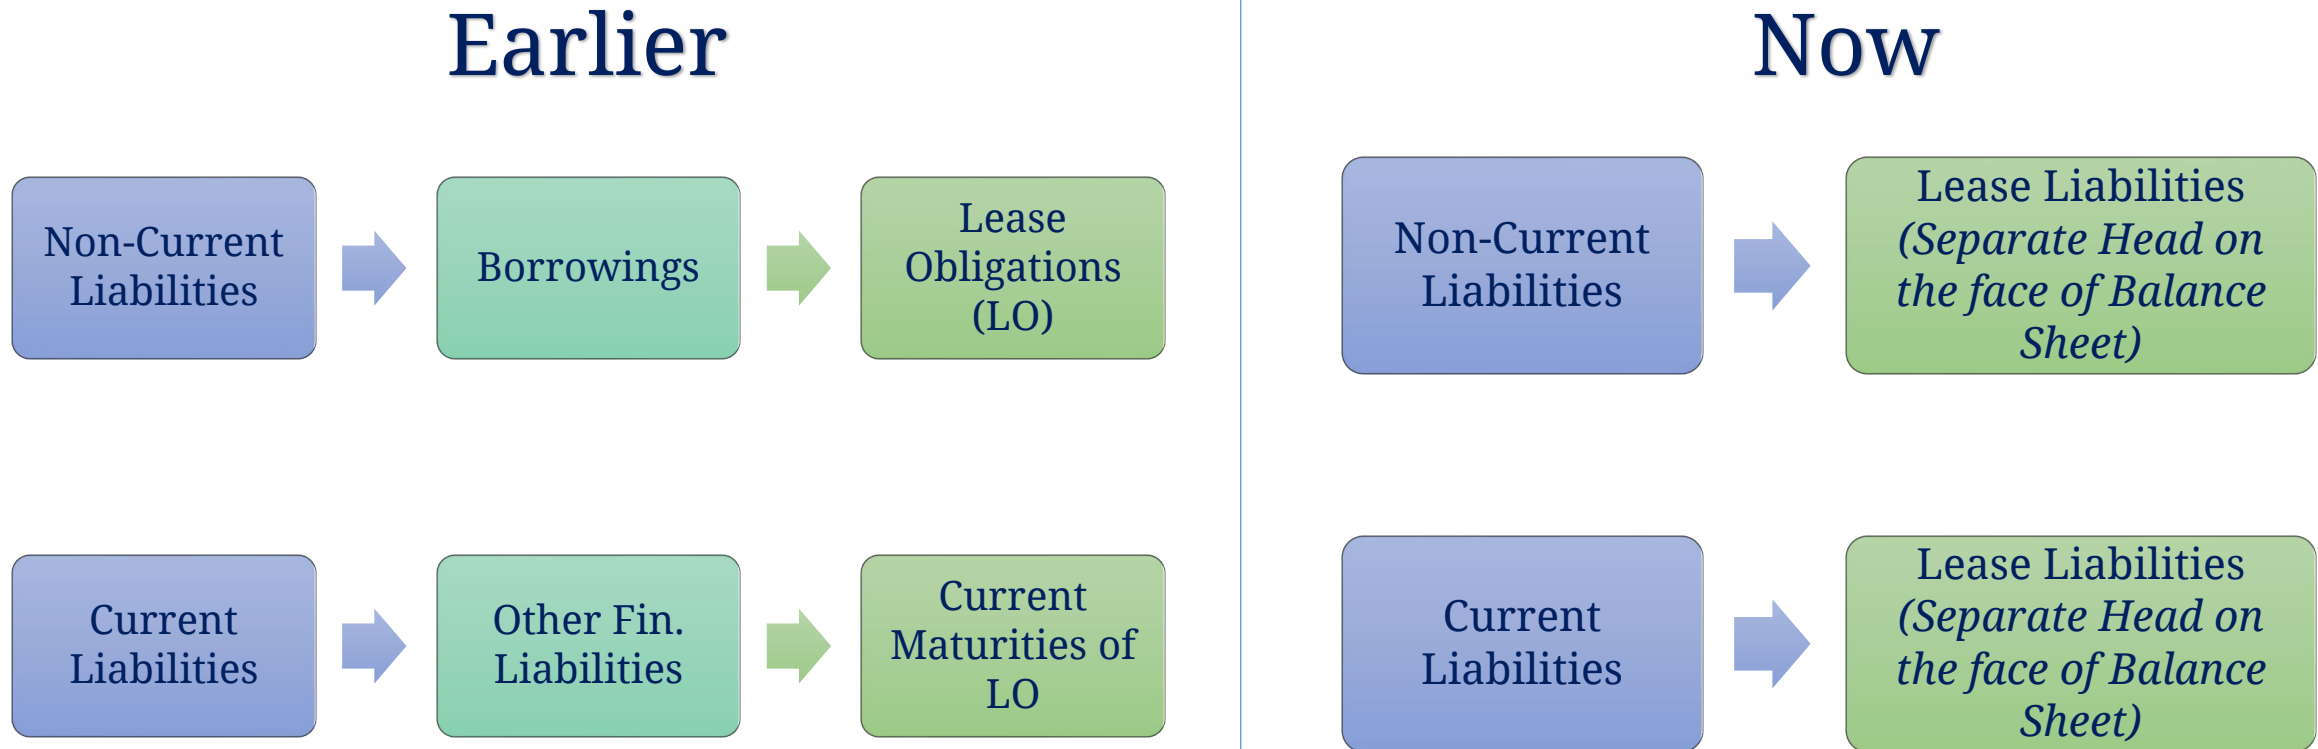 Earlier
Non-Current
Liabilities
Borrowings
Lease
Obligations
(LO)
Current
Liabilities
Other Fin.
Liabilities
Current
Maturities of
LO
Now
Non-Current
Liabilities
Lease Liabilities
(Separate Head on
the face of Balance
Sheet)
Current
Liabilities
Lease Liabilities
(Separate Head on
the face of Balance
Sheet)